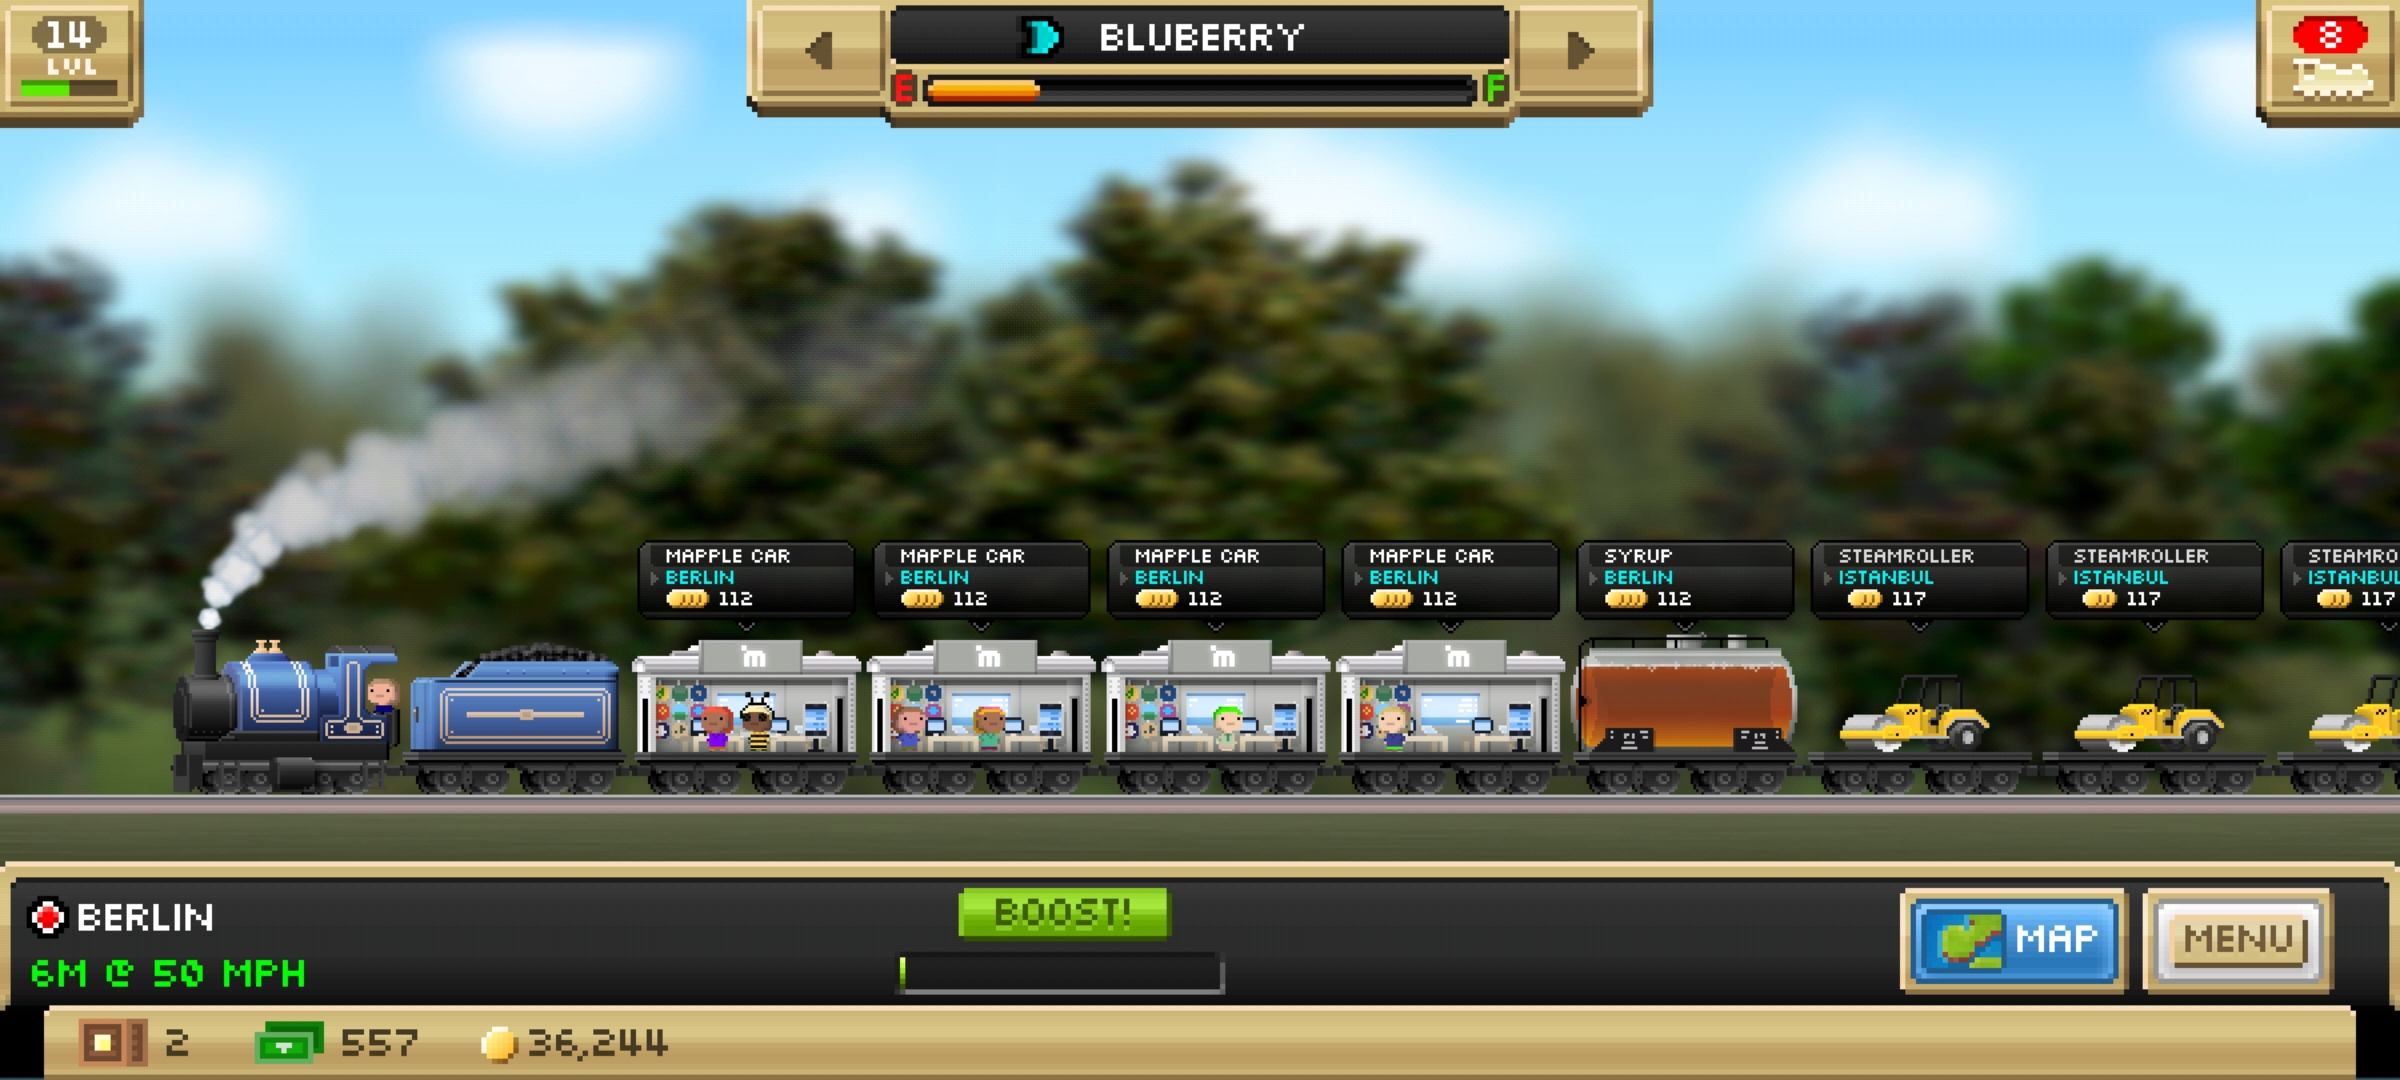 14
LVL
BLUBERRY
E
F
8
MAPPLE CAR
BERLIN
112
MAPPLE CAR
BERLIN
112
MAPPLE CAR
BERLIN
112
MAPPLE CAR
BERLIN
112
SYRUP
BERLIN
112
STEAMROLLER
ISTANBUL
117
STEAMROLLER
ISTANBUL
117
STEAMRO
ISTANBUL
117
m
m
m
m
BERLIN
6M @ 50 MPH
BOOST!
MAP
MENU
2
557
36,244